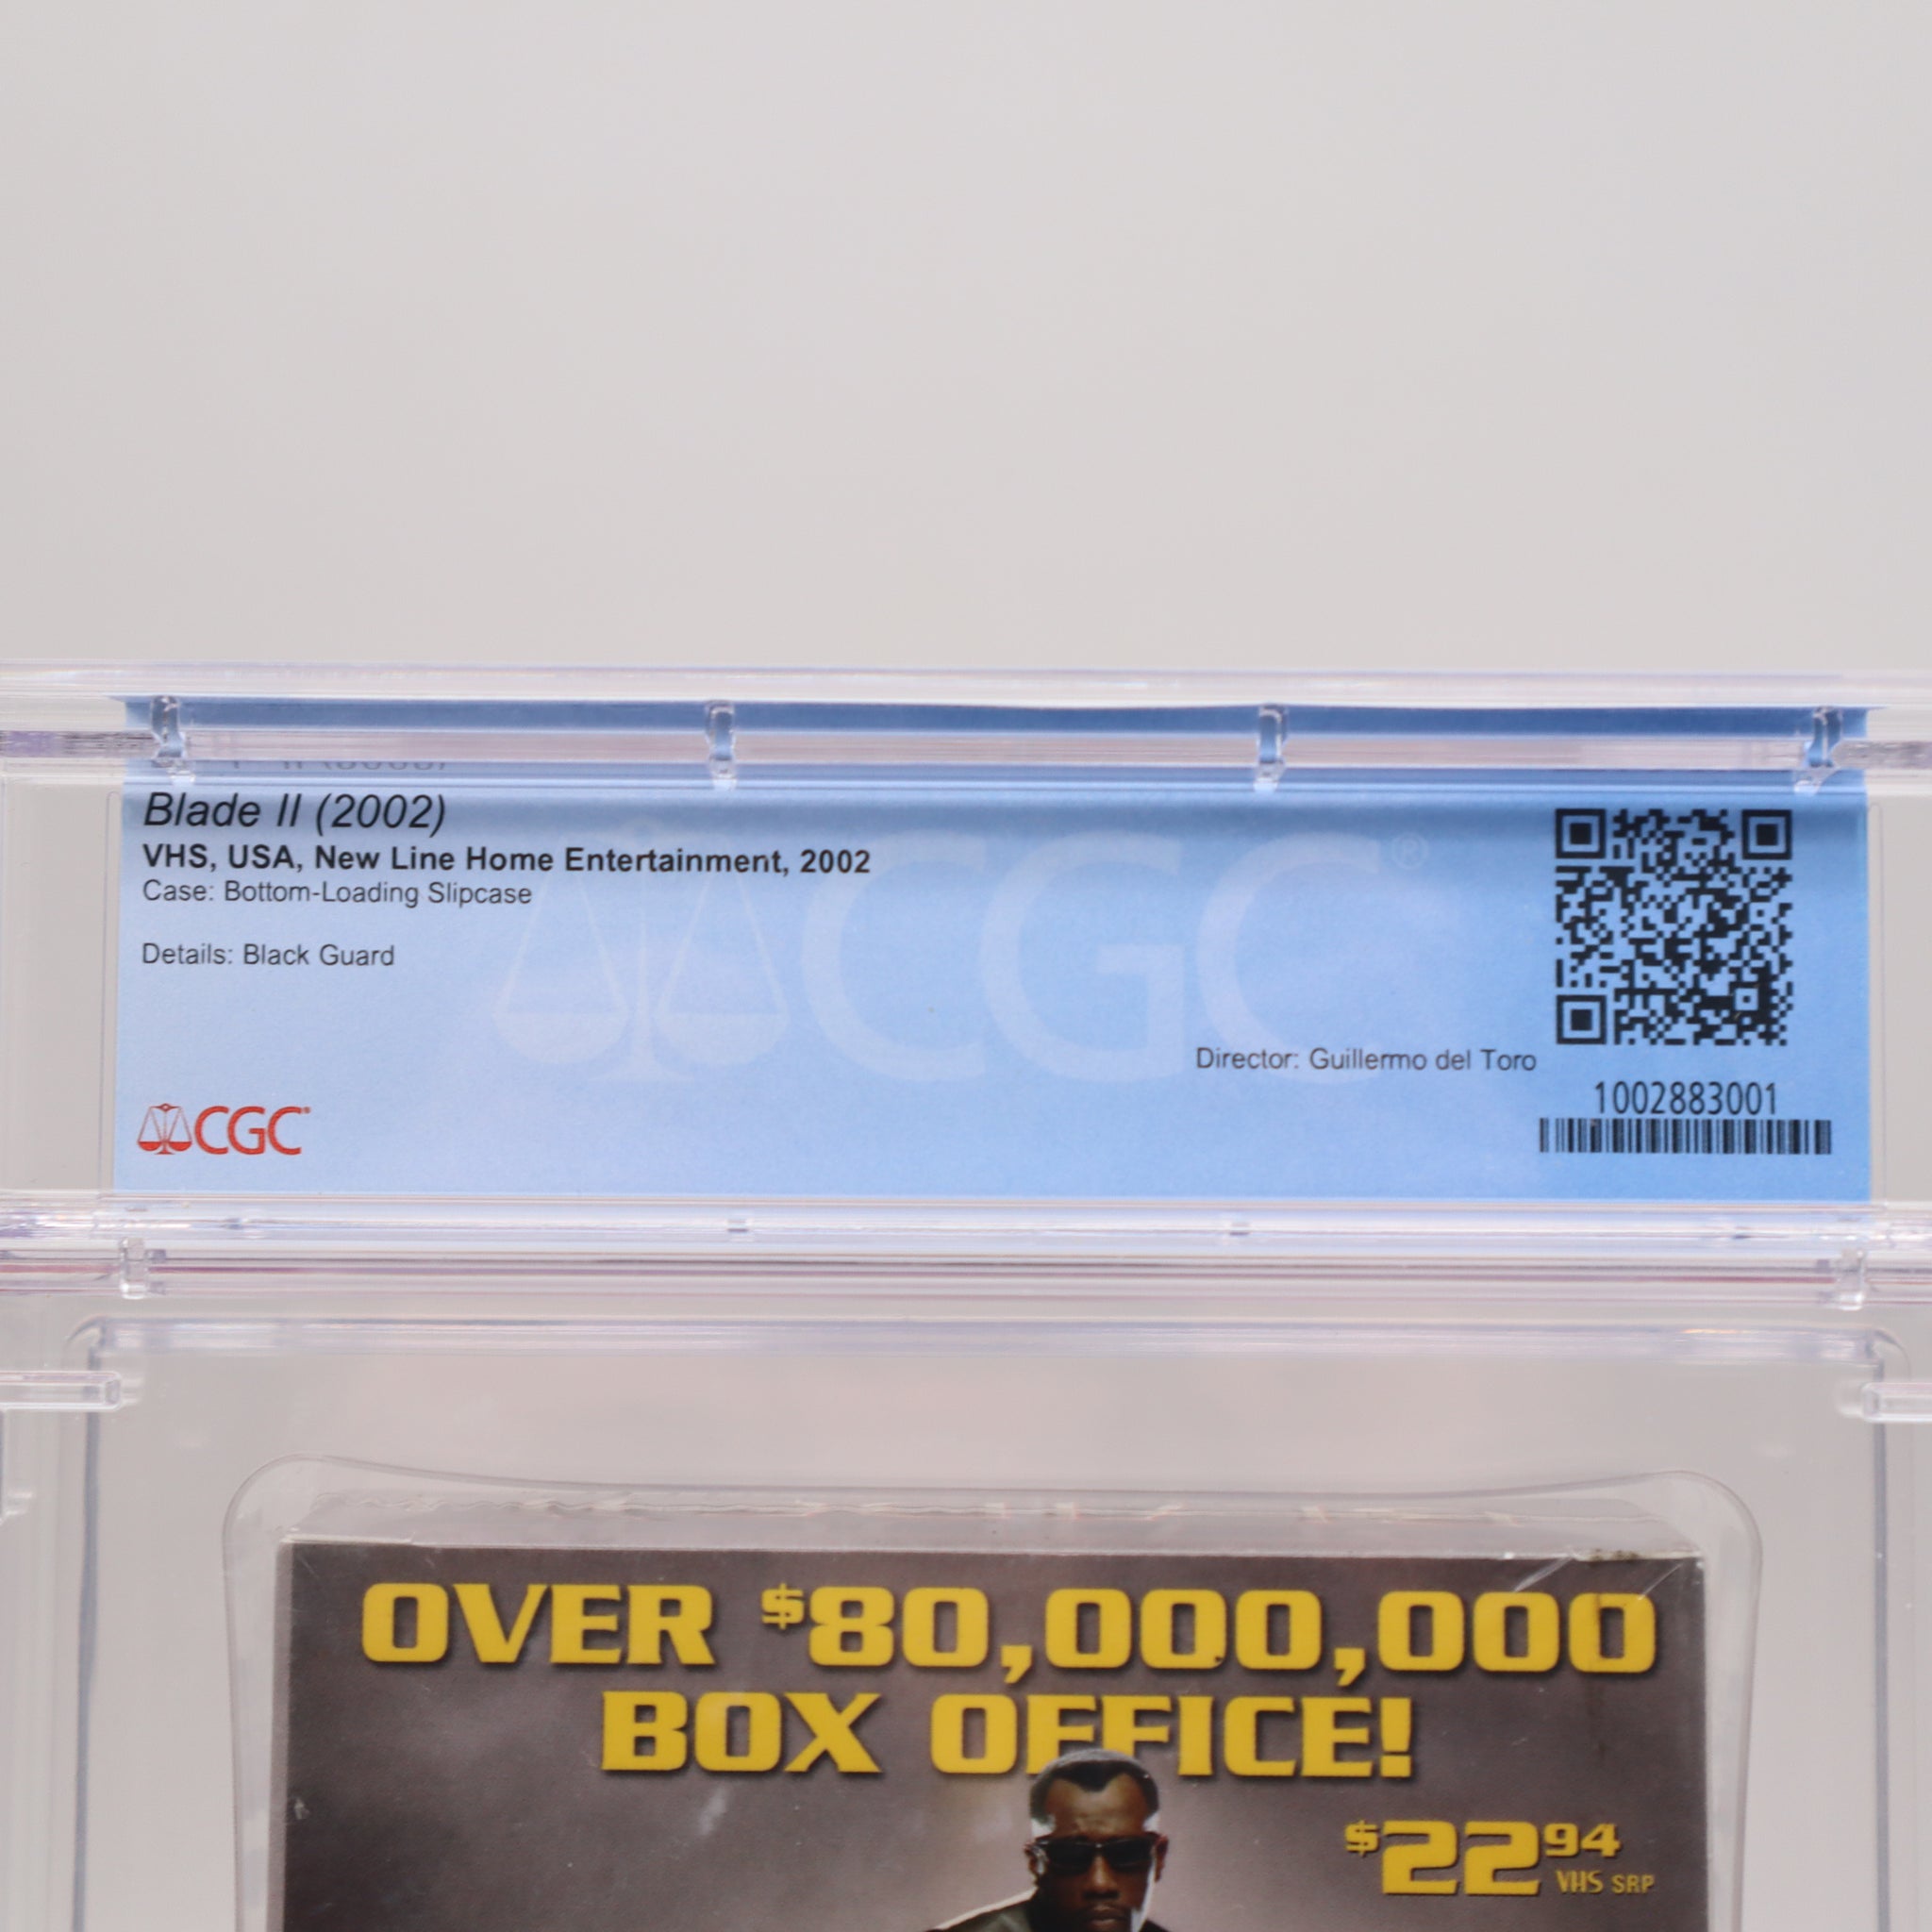 Blade II (2002)
VHS, USA, New Line Home Entertainment, 2002
Case: Bottom-Loading Slipcase
Details: Black Guard
CGC®
Director: Guillermo del Toro
1002883001
CGC®
OVER $80,000,000
BOX OFFICE!
$22 94
VHS SRP